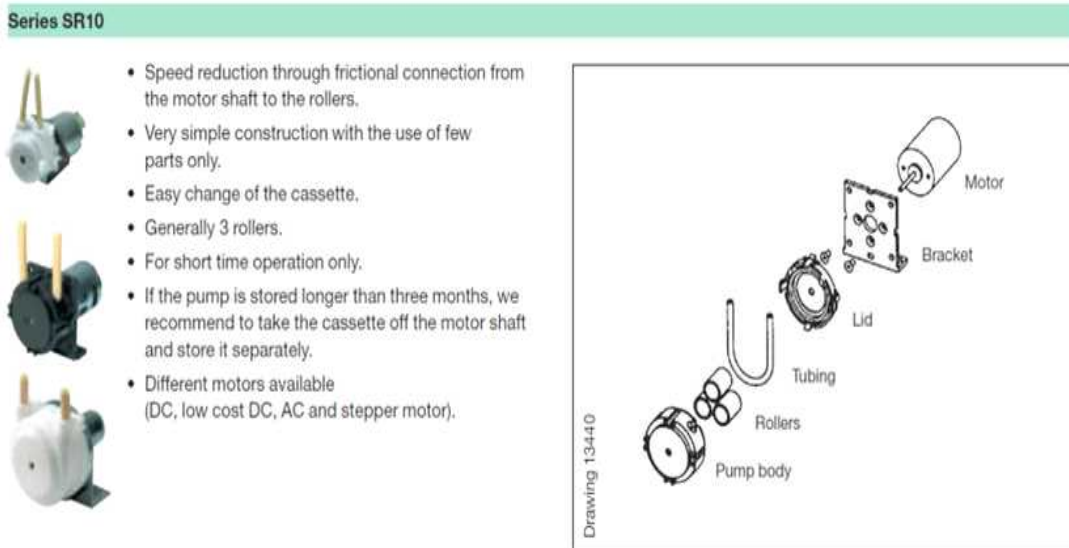 Series SR10
• Speed reduction through frictional connection from
the motor shaft to the rollers.
• Very simple construction with the use of few
parts only.
• Easy change of the cassette.
• Generally 3 rollers.
• For short time operation only.
• If the pump is stored longer than three months, we
recommend to take the cassette off the motor shaft
and store it separately.
• Different motors available
(DC, low cost DC, AC and stepper motor).
Motor
Bracket
Lid
Tubing
Rollers
Pump body
Drawing 13440